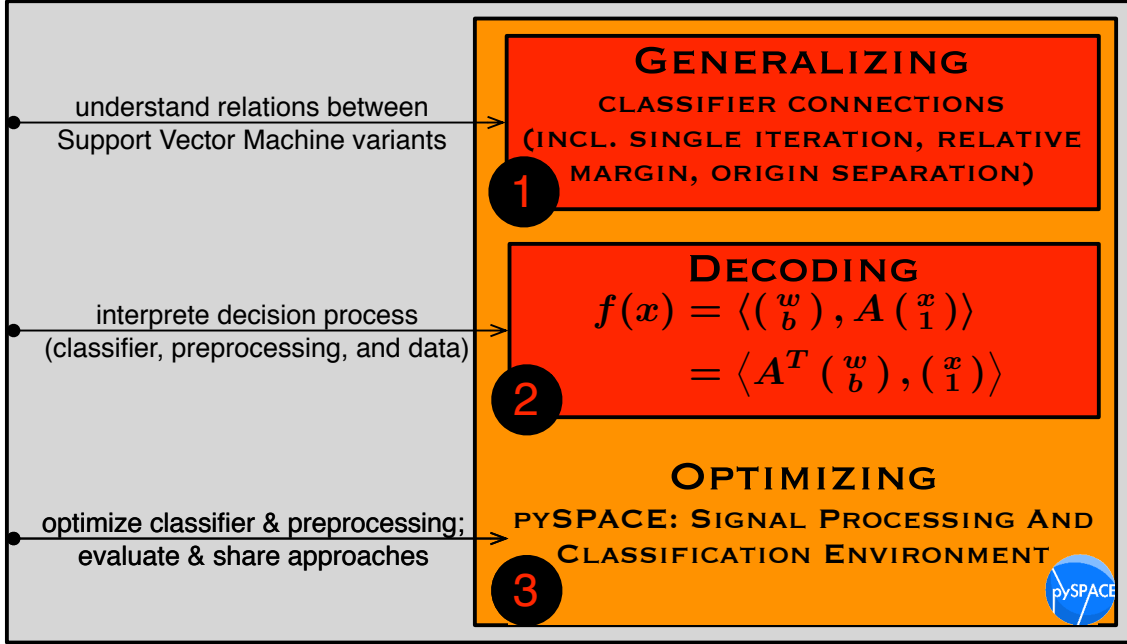 understand relations between
Support Vector Machine variants
GENERALIZING
CLASSIFIER CONNECTIONS
(INCL. SINGLE ITERATION, RELATIVE
MARGIN, ORIGIN SEPARATION)
1
interprete decision process
(classifier, preprocessing, and data)
DECODING
f(x) = ⟨(w b), A (x 1)⟩
= ⟨A^T (w b), (x 1)⟩
2
optimize classifier & preprocessing;
evaluate & share approaches
OPTIMIZING
PYSPACE: SIGNAL PROCESSING AND
CLASSIFICATION ENVIRONMENT
3
pySPACE